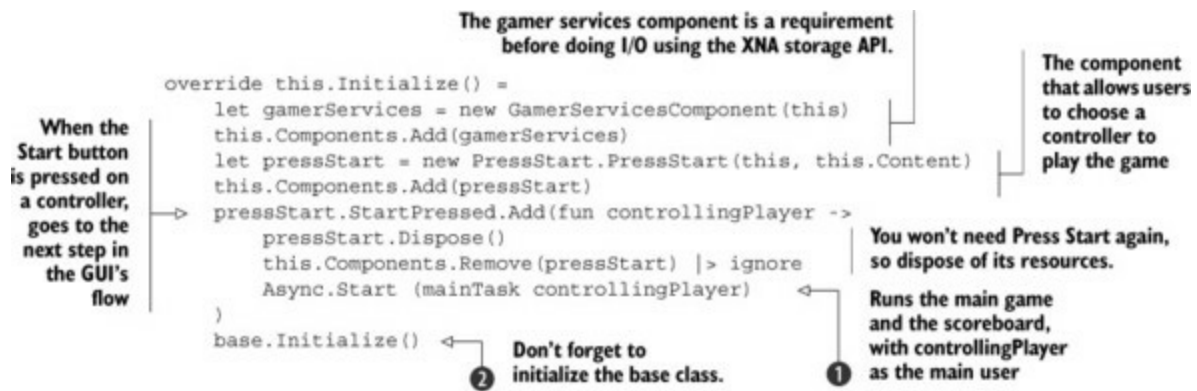 The gamer services component is a requirement
before doing I/O using the XNA storage API.
The component
that allows users
to choose a
controller to
play the game
When the
Start button
is pressed on
a controller,
goes to the
next step in
the GUI's
flow
override this.Initialize() =
let gamerServices = new GamerServicesComponent(this)
this.Components.Add(gamerServices)
let pressStart = new PressStart.PressStart(this, this.Content)
this.Components.Add(pressStart)
pressStart.StartPressed.Add(fun controllingPlayer ->
pressStart.Dispose()
this.Components.Remove(pressStart) |> ignore
Async.Start (mainTask controllingPlayer)
)
base.Initialize()
You won't need Press Start again,
so dispose of its resources.
1
Runs the main game
and the scoreboard,
with controllingPlayer
as the main user
2
Don't forget to
initialize the base class.